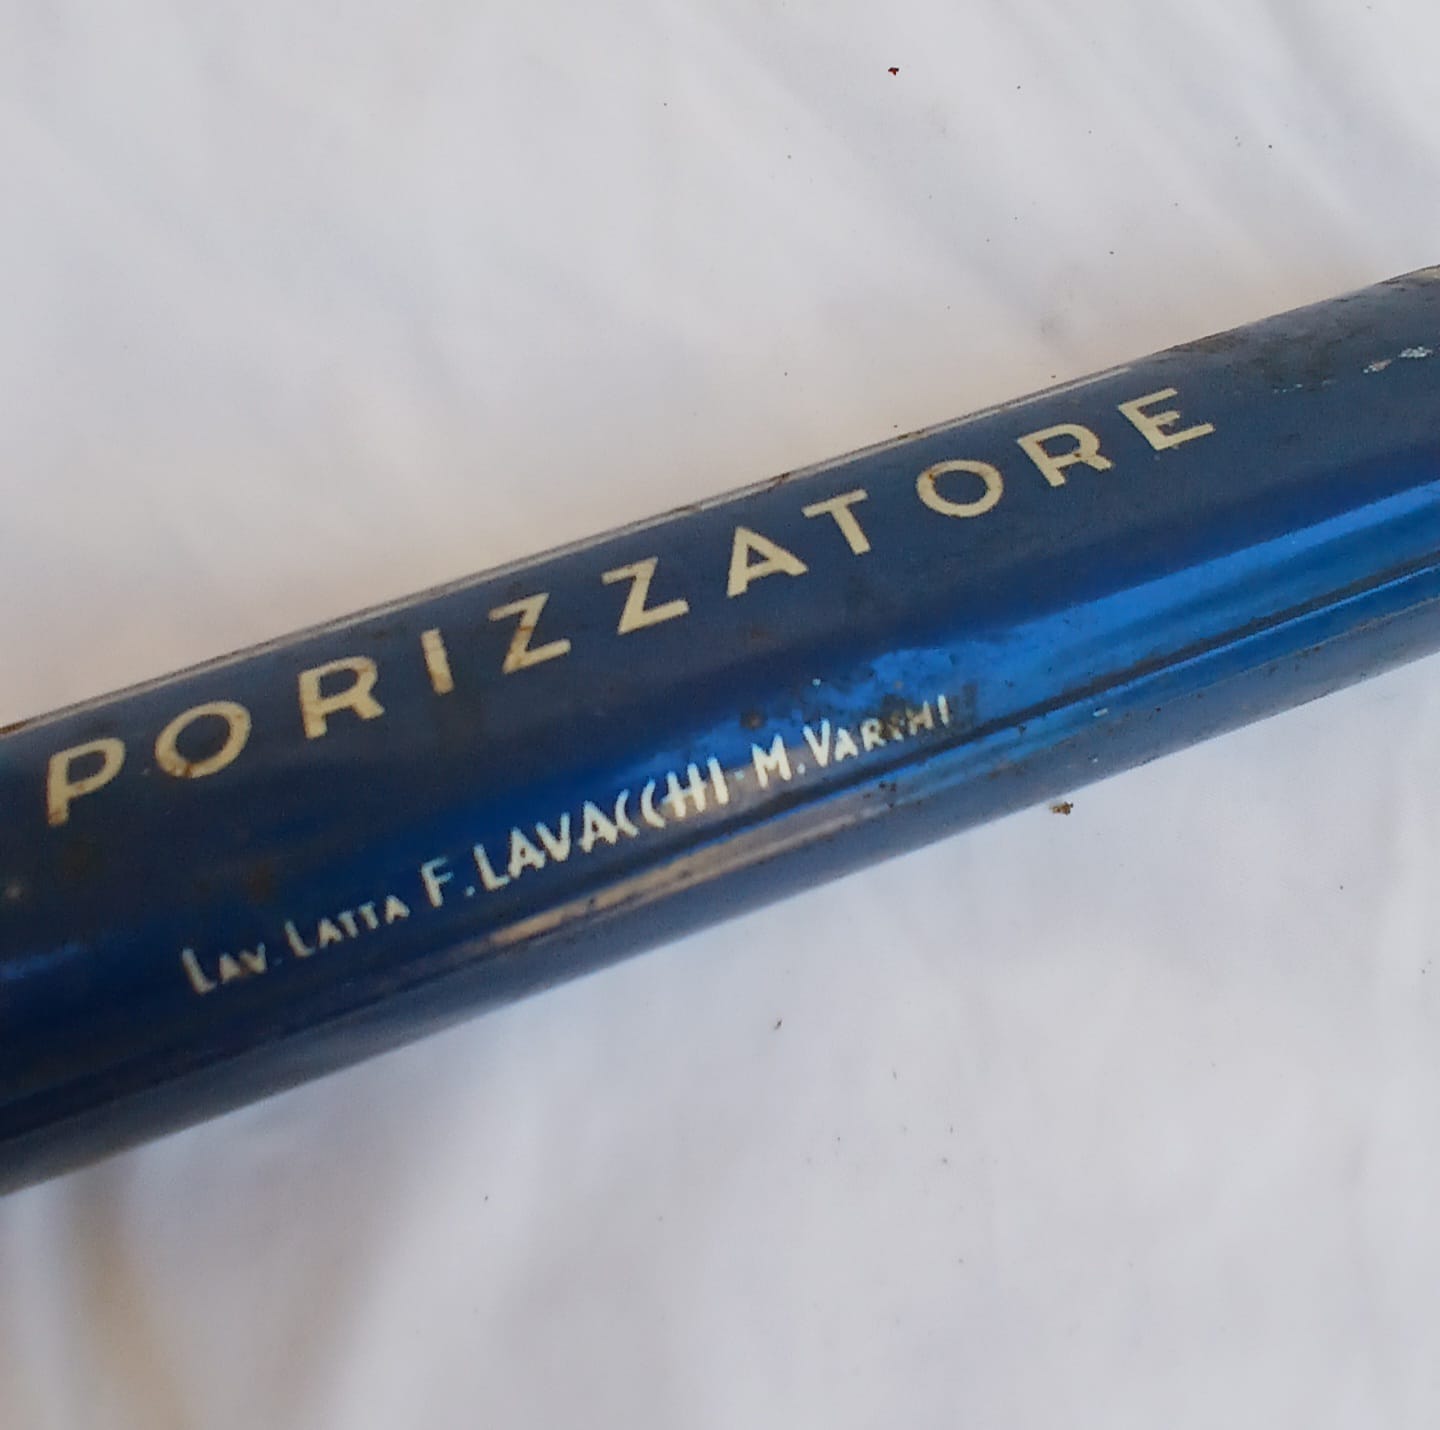 PORIZZATORE
LAV. LATTA F. LAVACCHI - M. VARCHI